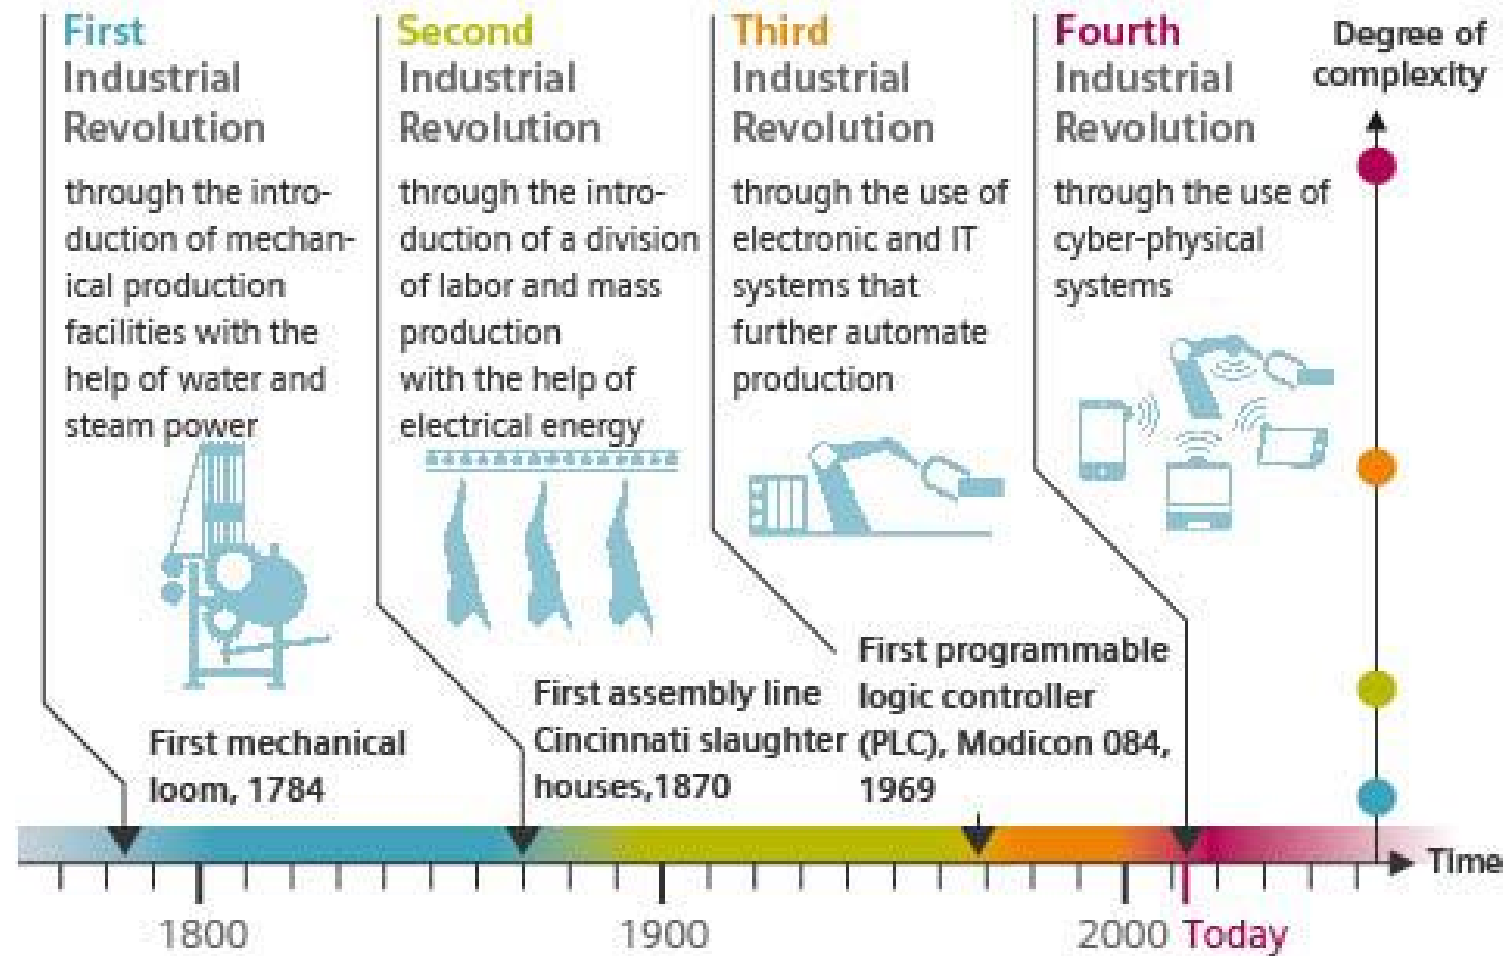 First
Industrial
Revolution
through the intro-
duction of mechan-
ical production
facilities with the
help of water and
steam power
First mechanical
loom, 1784
Second
Industrial
Revolution
through the intro-
duction of a division
of labor and mass
production
with the help of
electrical energy
First assembly line
Cincinnati slaughter
houses,1870
Third
Industrial
Revolution
through the use of
electronic and IT
systems that
further automate
production
First programmable
logic controller
(PLC), Modicon 084,
1969
Fourth
Industrial
Revolution
through the use of
cyber-physical
systems
Degree of
complexity
Time
1800
1900
2000
Today